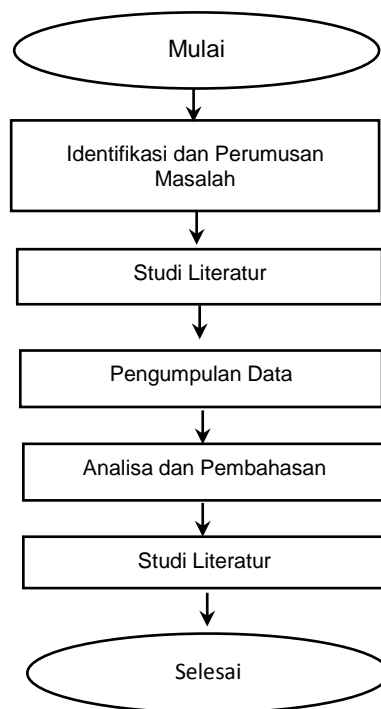 Mulai
Identifikasi dan Perumusan
Masalah
Studi Literatur
Pengumpulan Data
Analisa dan Pembahasan
Studi Literatur
Selesai